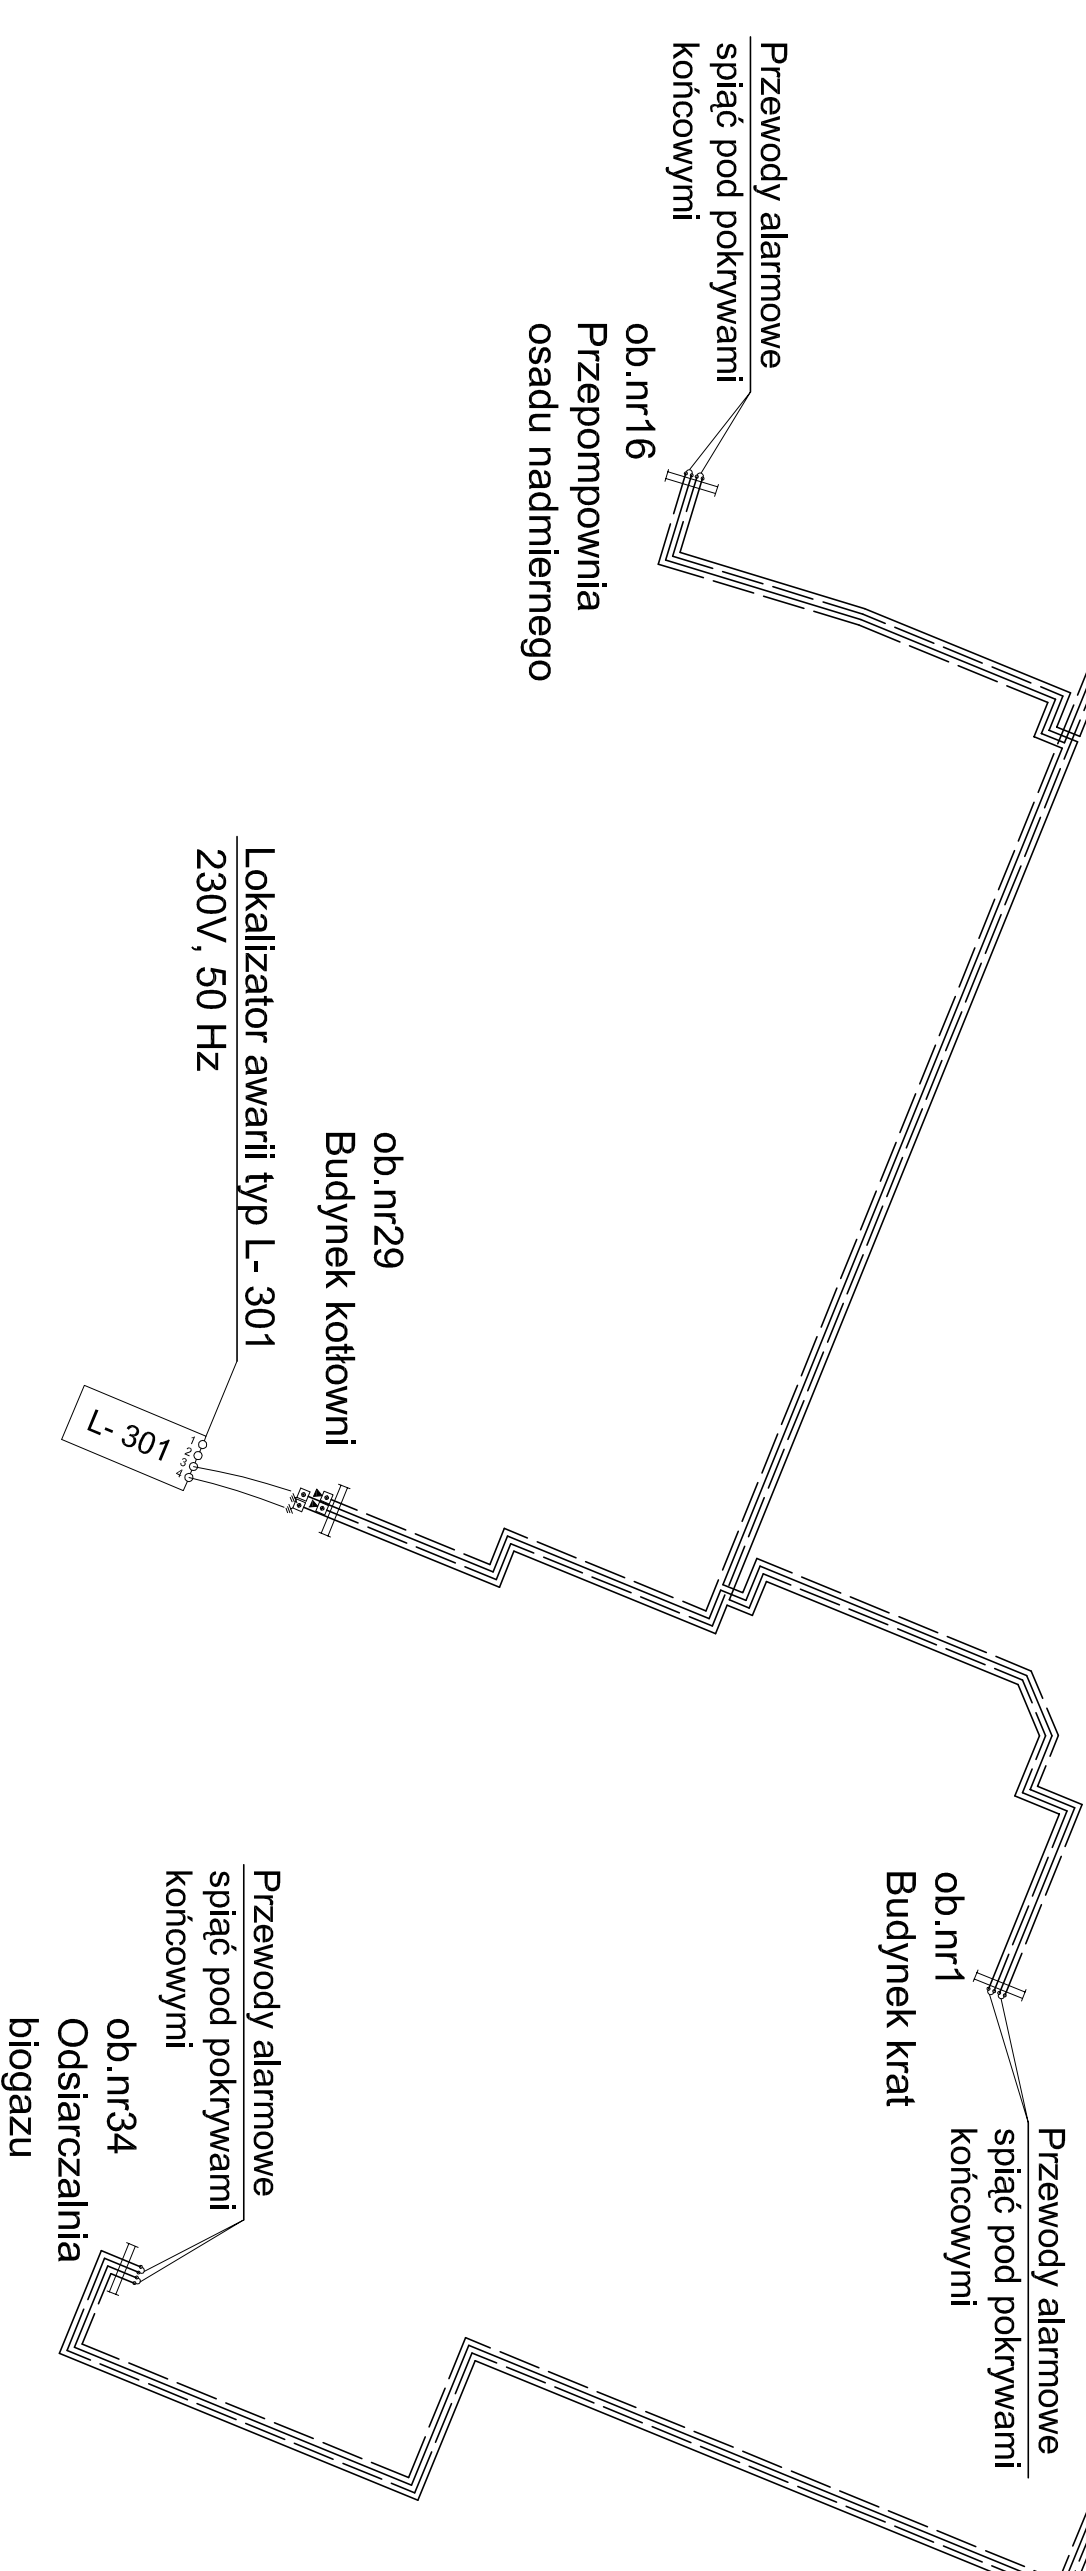 Przewody alarmowe
spiąć pod pokrywami
końcowymi
ob.nr16
Przepompownia
osadu nadmiernego
Lokalizator awarii typ L- 301
230V, 50 Hz
ob.nr29
Budynek kotłowni
L- 301
1
2
3
4
ob.nr1
Budynek krat
Przewody alarmowe
spiąć pod pokrywami
końcowymi
Przewody alarmowe
spiąć pod pokrywami
końcowymi
ob.nr34
Odsiarczalnia
biogazu